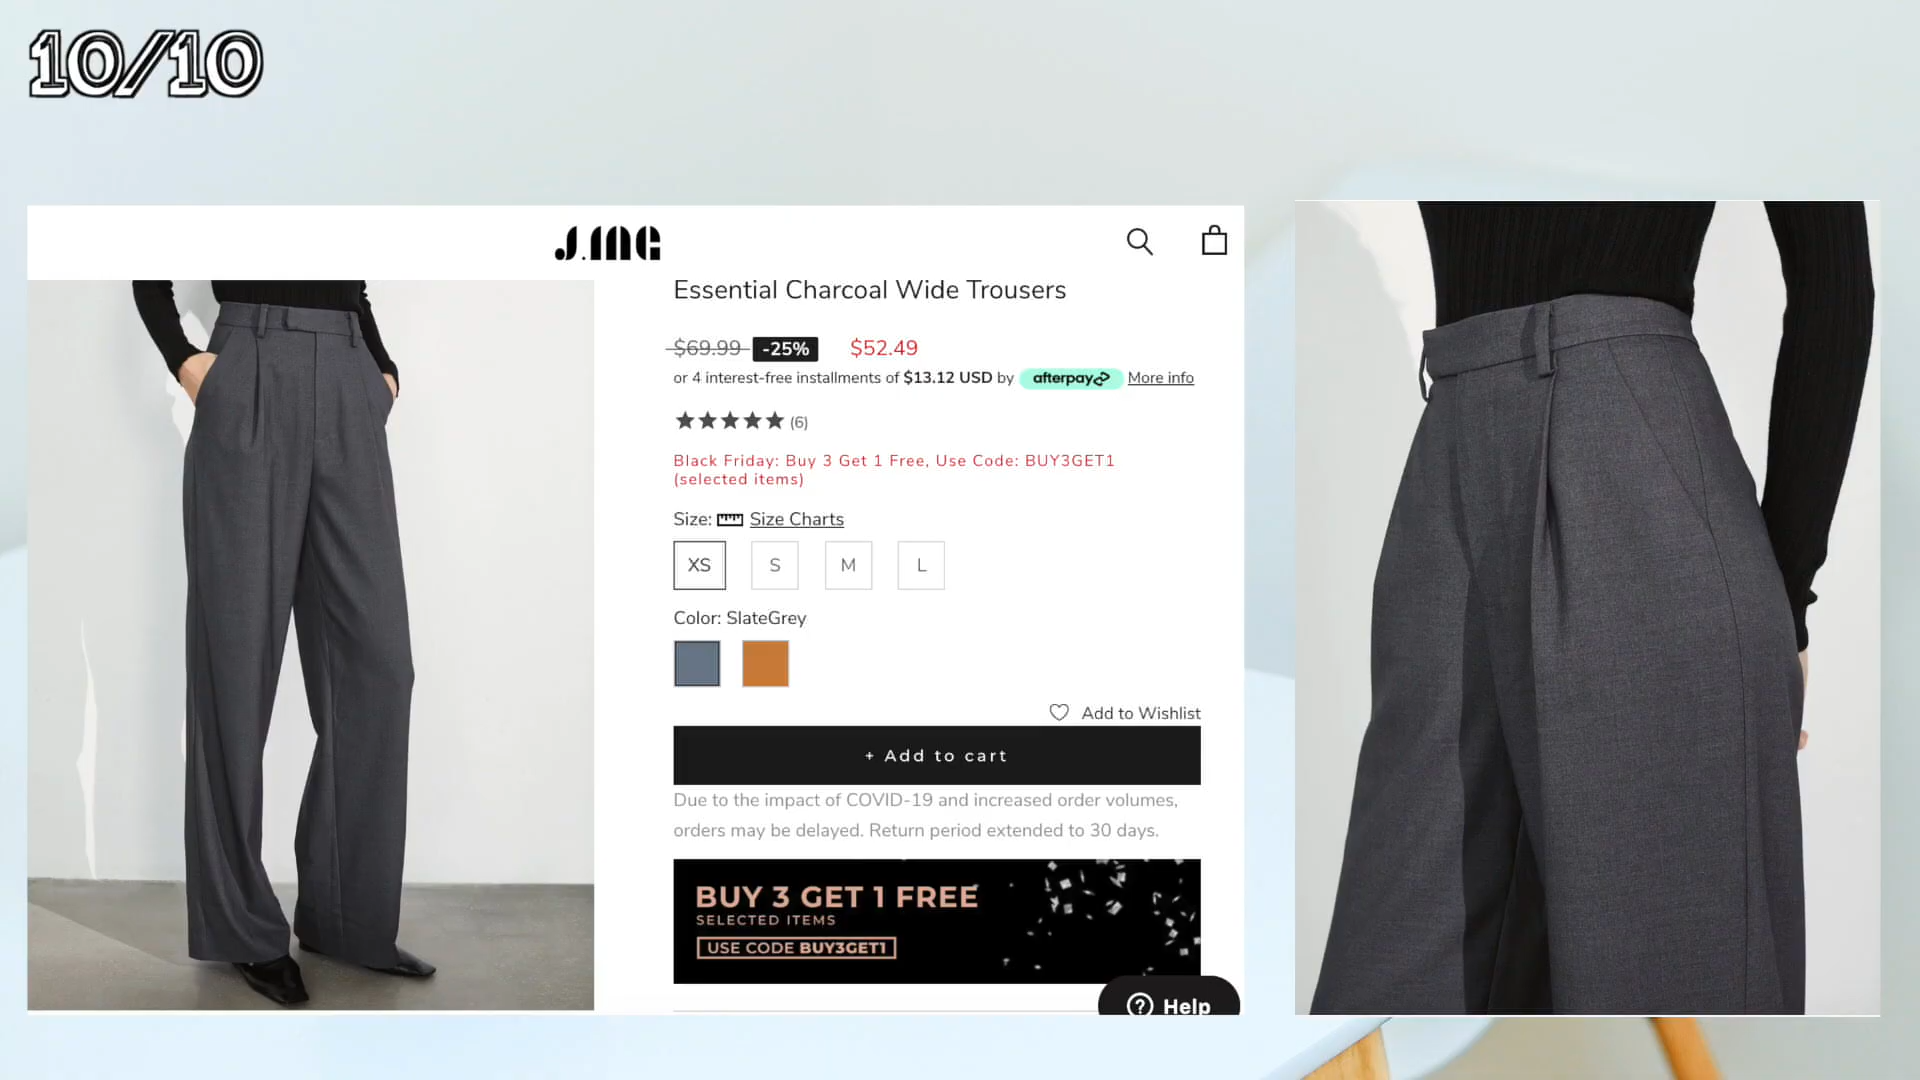 10/10
J.ING
Essential Charcoal Wide Trousers
$69.99 -25% $52.49
or 4 interest-free installments of $13.12 USD by afterpay More info
(6)
Black Friday: Buy 3 Get 1 Free, Use Code: BUY3GET1
(selected items)
Size: Size Charts
XS S M L
Color: SlateGrey
Add to Wishlist
+ Add to cart
Due to the impact of COVID-19 and increased order volumes,
orders may be delayed. Return period extended to 30 days.
BUY 3 GET 1 FREE
SELECTED ITEMS
USE CODE BUY3GET1
? Help